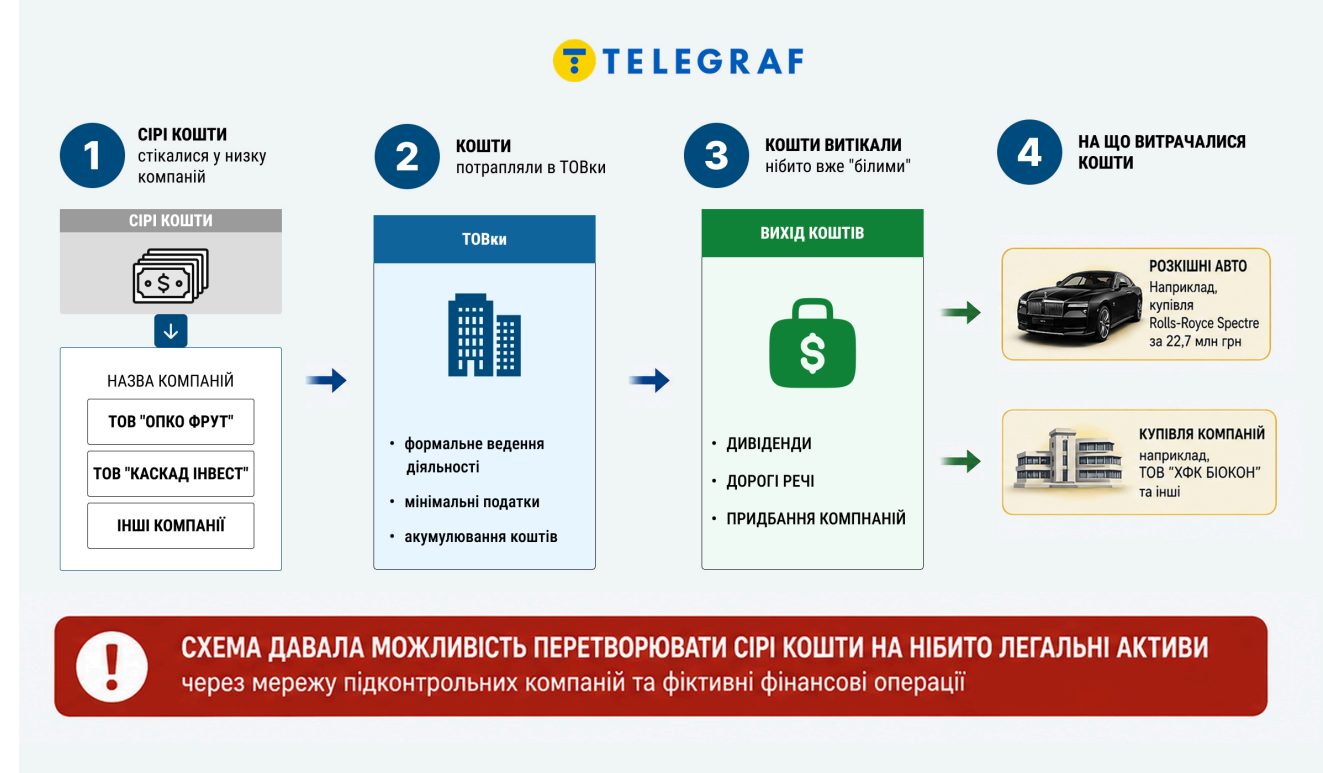 TELEGRAF
1
СІРІ КОШТИ
стікалися у низку
компаній
СІРІ КОШТИ
$
НАЗВА КОМПАНІЙ
ТОВ "ОПКО ФРУТ"
ТОВ "КАСКАД ІНВЕСТ"
ІНШІ КОМПАНІЇ
2
КОШТИ
потрапляли в ТОВки
ТОВки
• формальне ведення
діяльності
• мінімальні податки
• акумулювання коштів
3
КОШТИ ВИТІКАЛИ
нібито вже "білими"
ВИХІД КОШТІВ
$
• ДИВІДЕНДИ
• ДОРОГІ РЕЧІ
• ПРИДБАННЯ КОМПНАНІЙ
4
НА ЩО ВИТРАЧАЛИСЯ
КОШТИ
РОЗКІШНІ АВТО
Наприклад,
купівля
Rolls-Royce Spectre
за 22,7 млн грн
КУПІВЛЯ КОМПАНІЙ
наприклад,
ТОВ “ХФК БІОКОН”
та інші
!
СХЕМА ДАВАЛА МОЖЛИВІСТЬ ПЕРЕТВОРЮВАТИ СІРІ КОШТИ НА НІБИТО ЛЕГАЛЬНІ АКТИВИ
через мережу підконтрольних компаній та фіктивні фінансові операції